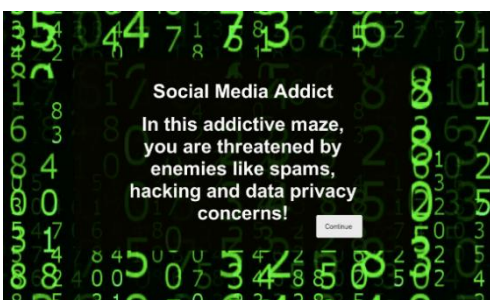 Social Media Addict
In this addictive maze,
you are threatened by
enemies like spams,
hacking and data privacy
concerns!
Continue